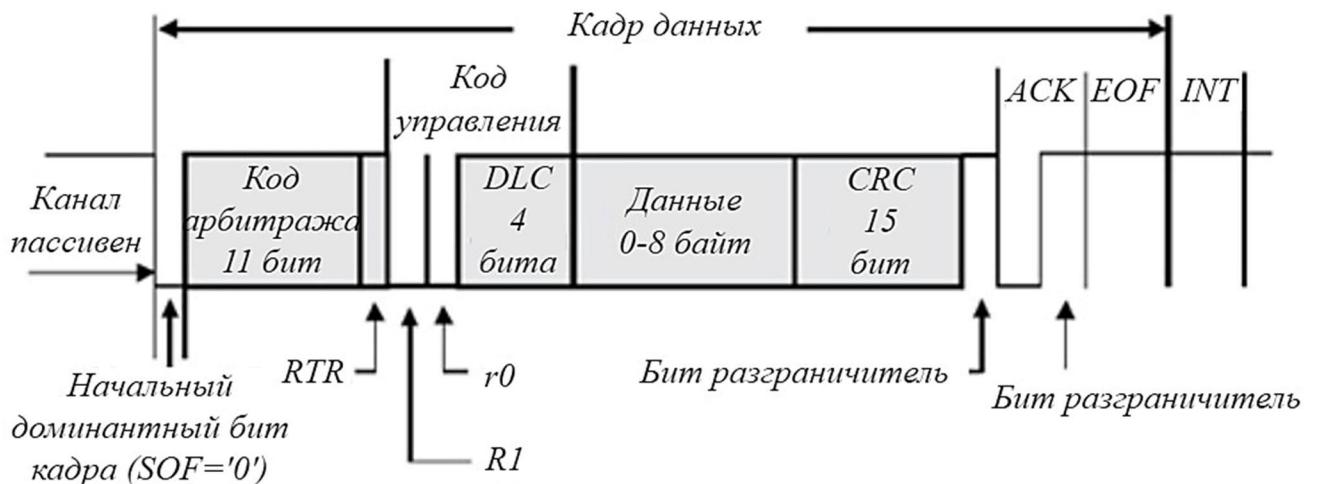 Кадр данных
Код
управления
ACK
EOF
INT
Канал
пассивен
Код
арбитража
11 бит
DLC
4
бита
Данные
0-8 байт
CRC
15
бит
RTR
r0
R1
Бит разграничитель
Бит разграничитель
Начальный
доминантный бит
кадра (SOF='0')